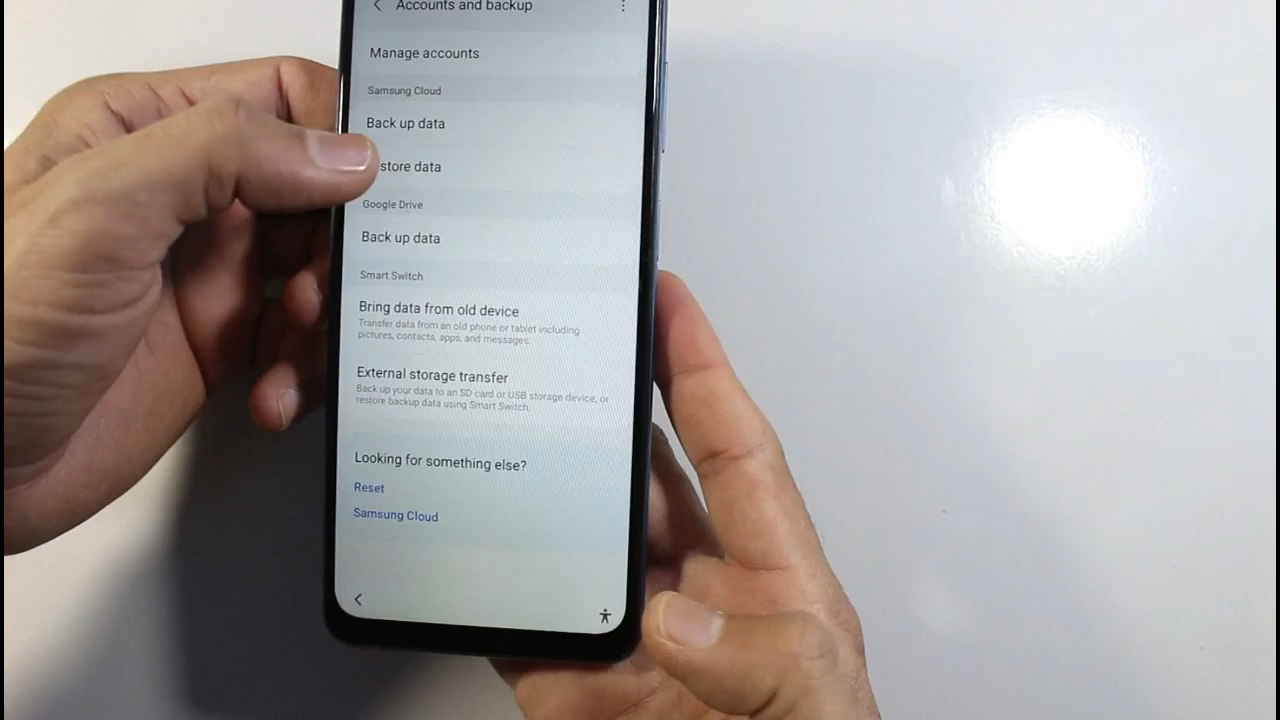 Accounts and backup
Manage accounts
Samsung Cloud
Back up data
store data
Google Drive
Back up data
Smart Switch
Bring data from old device
Transfer data from an old phone or tablet including
pictures, contacts, apps, and messages.
External storage transfer
Back up your data to an SD card or USB storage device, or
restore backup data using Smart Switch.
Looking for something else?
Reset
Samsung Cloud